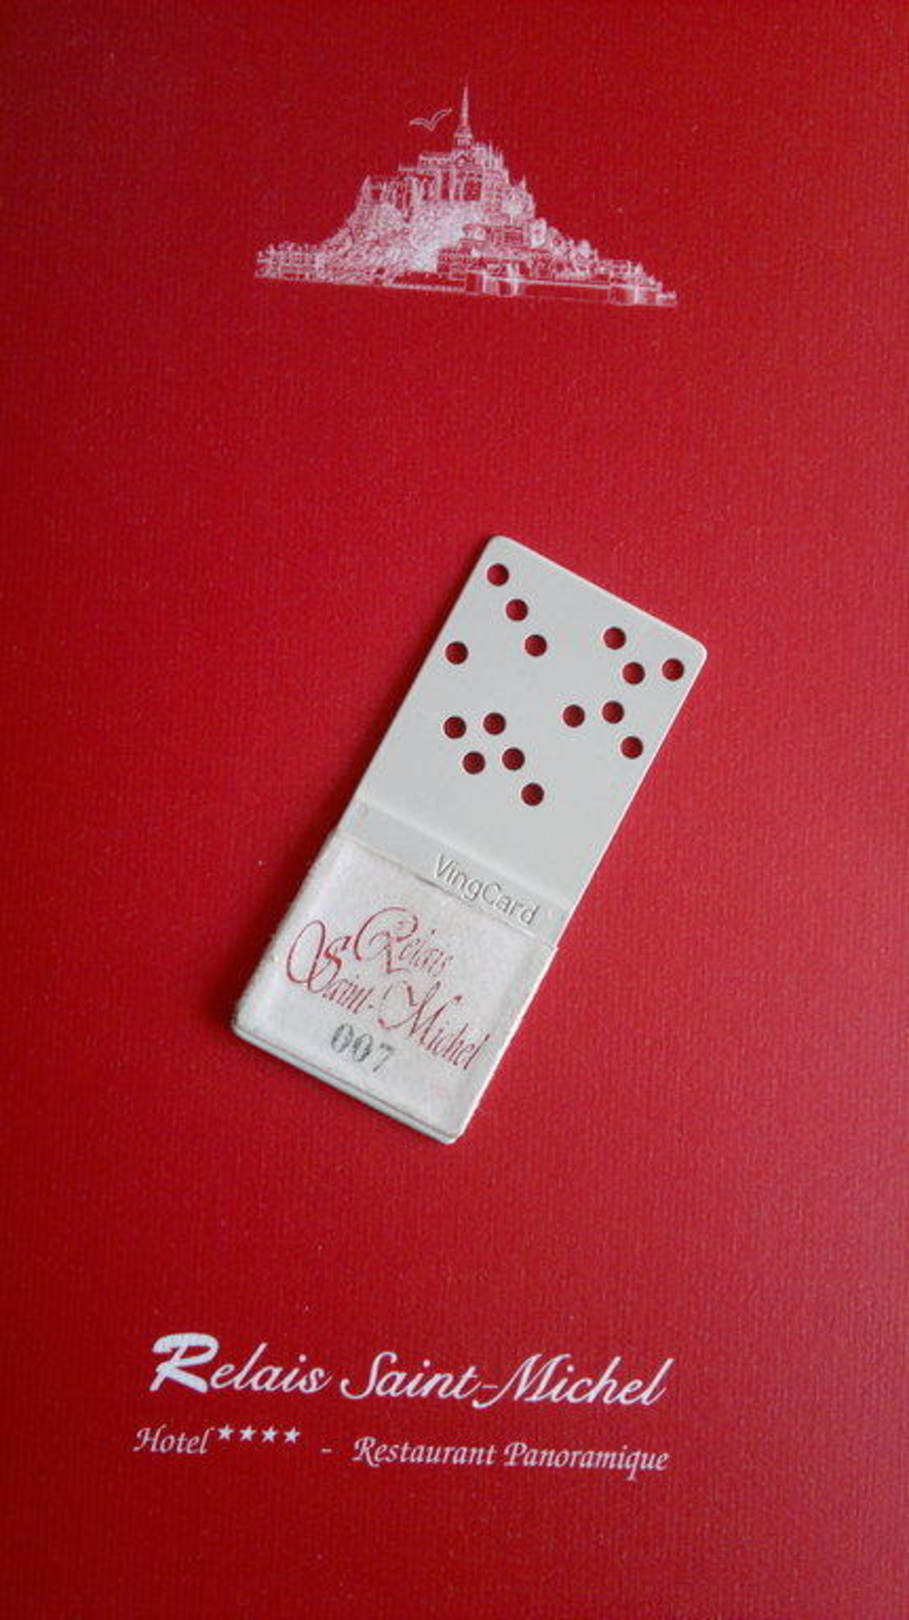 VingCard
Relais
Saint-Michel
007
Relais Saint-Michel
Hotel**** - Restaurant Panoramique